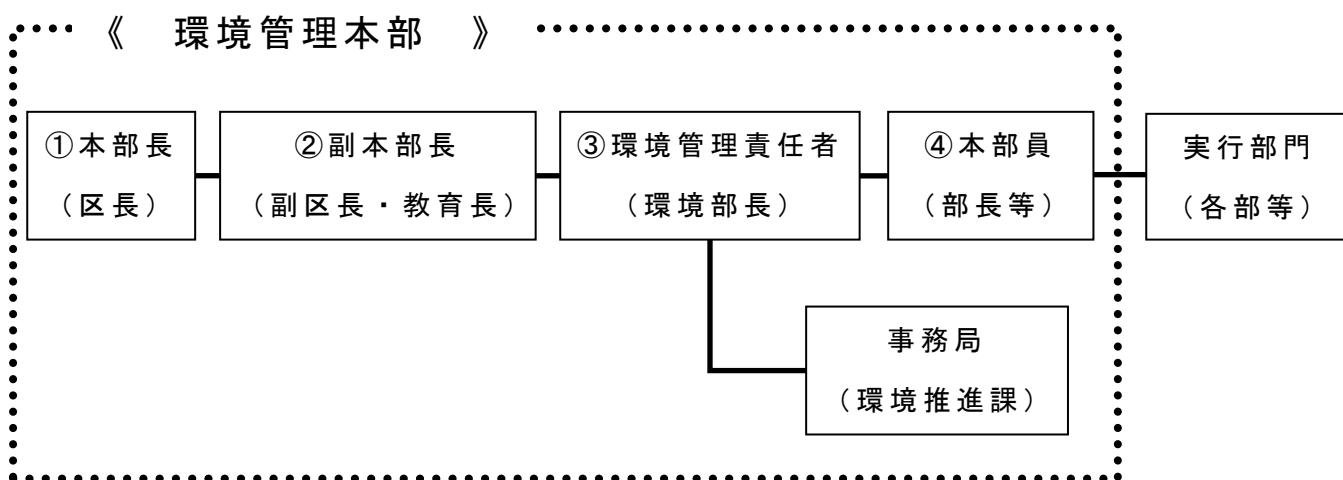 《 環境管理本部 》
①本部長
(区長)
②副本部長
(副区長・教育長)
③環境管理責任者
(環境部長)
④本部員
(部長等)
実行部門
(各部等)
事務局
(環境推進課)